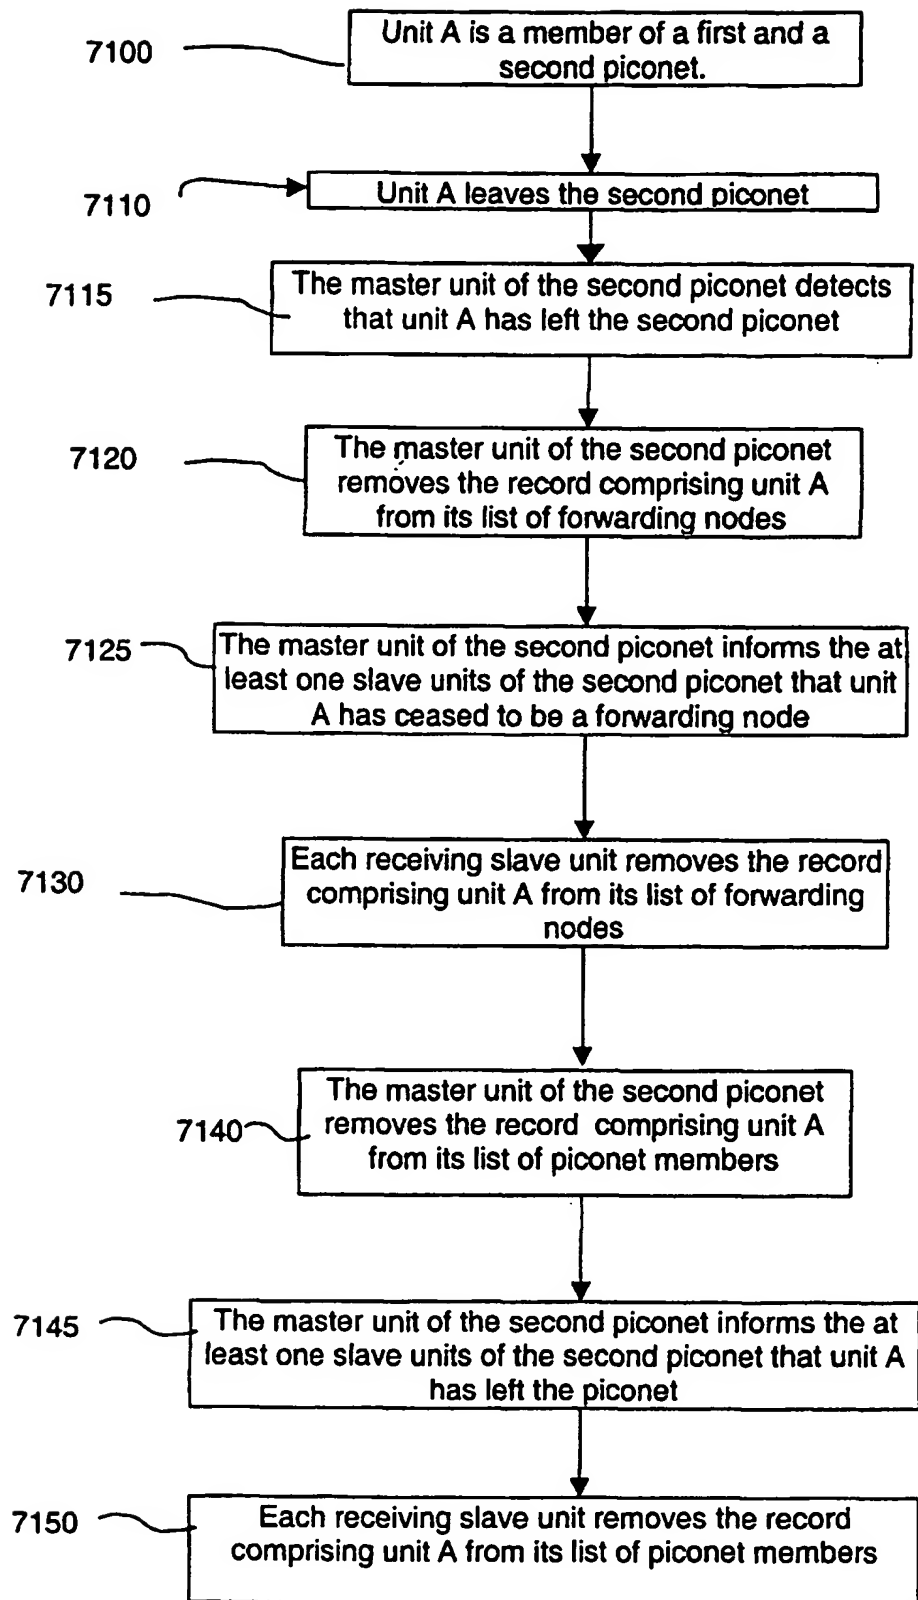 7100
Unit A is a member of a first and a
second piconet.
7110
Unit A leaves the second piconet
7115
The master unit of the second piconet detects
that unit A has left the second piconet
7120
The master unit of the second piconet
removes the record comprising unit A
from its list of forwarding nodes
7125
The master unit of the second piconet informs the at
least one slave units of the second piconet that unit
A has ceased to be a forwarding node
7130
Each receiving slave unit removes the record
comprising unit A from its list of forwarding
nodes
7140
The master unit of the second piconet
removes the record comprising unit A
from its list of piconet members
7145
The master unit of the second piconet informs the at
least one slave units of the second piconet that unit A
has left the piconet
7150
Each receiving slave unit removes the record
comprising unit A from its list of piconet members